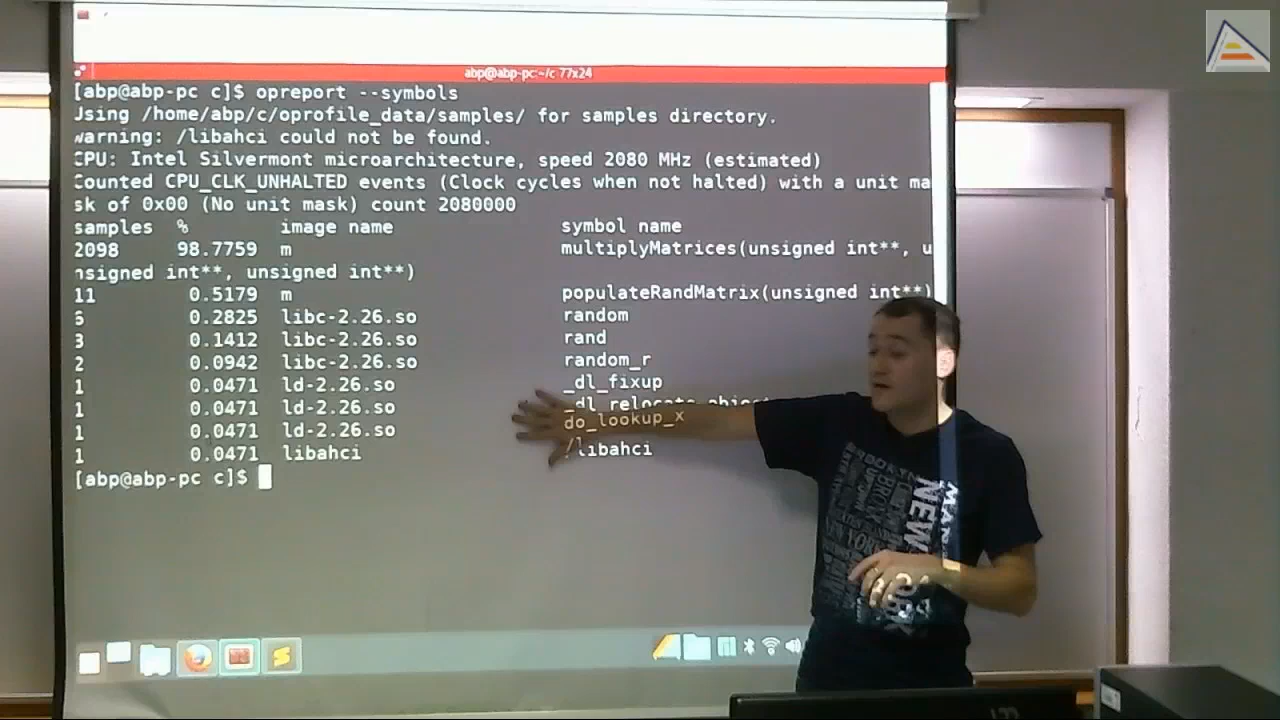 abp@abp-pc:~/c 77x24
[abp@abp-pc c]$ opreport --symbols
Using /home/abp/c/oprofile_data/samples/ for samples directory.
warning: /libahci could not be found.
CPU: Intel Silvermont microarchitecture, speed 2080 MHz (estimated)
Counted CPU_CLK_UNHALTED events (Clock cycles when not halted) with a unit ma
sk of 0x00 (No unit mask) count 2080000
samples % image name symbol name
2098 98.7759 m multiplyMatrices(unsigned int**, u
nsigned int**, unsigned int**)
11 0.5179 m populateRandMatrix(unsigned int**)
6 0.2825 libc-2.26.so random
3 0.1412 libc-2.26.so rand
2 0.0942 libc-2.26.so random_r
1 0.0471 ld-2.26.so _dl_fixup
1 0.0471 ld-2.26.so _dl_relocate_object
1 0.0471 ld-2.26.so do_lookup_x
1 0.0471 libahci /libahci
[abp@abp-pc c]$
NEW
YORK